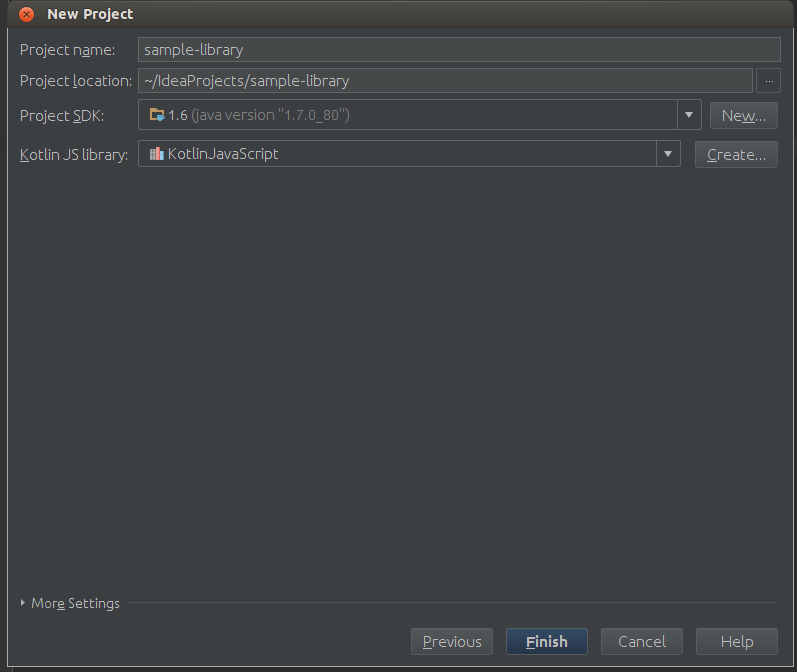 New Project
Project name: sample-library
Project location: ~/IdeaProjects/sample-library ...
Project SDK: 1.6 (java version "1.7.0_80") New...
Kotlin JS library: KotlinJavaScript Create...
More Settings
Previous Finish Cancel Help